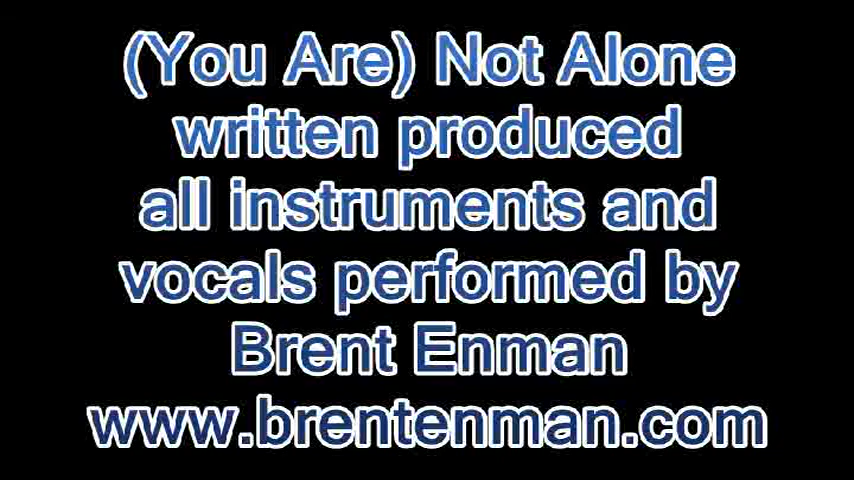 (You Are) Not Alone
written produced
all instruments and
vocals performed by
Brent Enman
www.brentenman.com